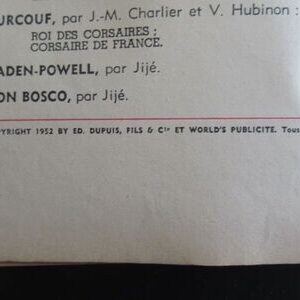 URCOUF, par J.-M. Charlier et V. Hubinon :
ROI DES CORSAIRES ;
CORSAIRE DE FRANCE.
ADEN-POWELL, par Jijé.
ON BOSCO, par Jijé.
PYRIGHT 1952 BY ED. DUPUIS, FILS & Cie ET WORLD'S PUBLICITE. Tous